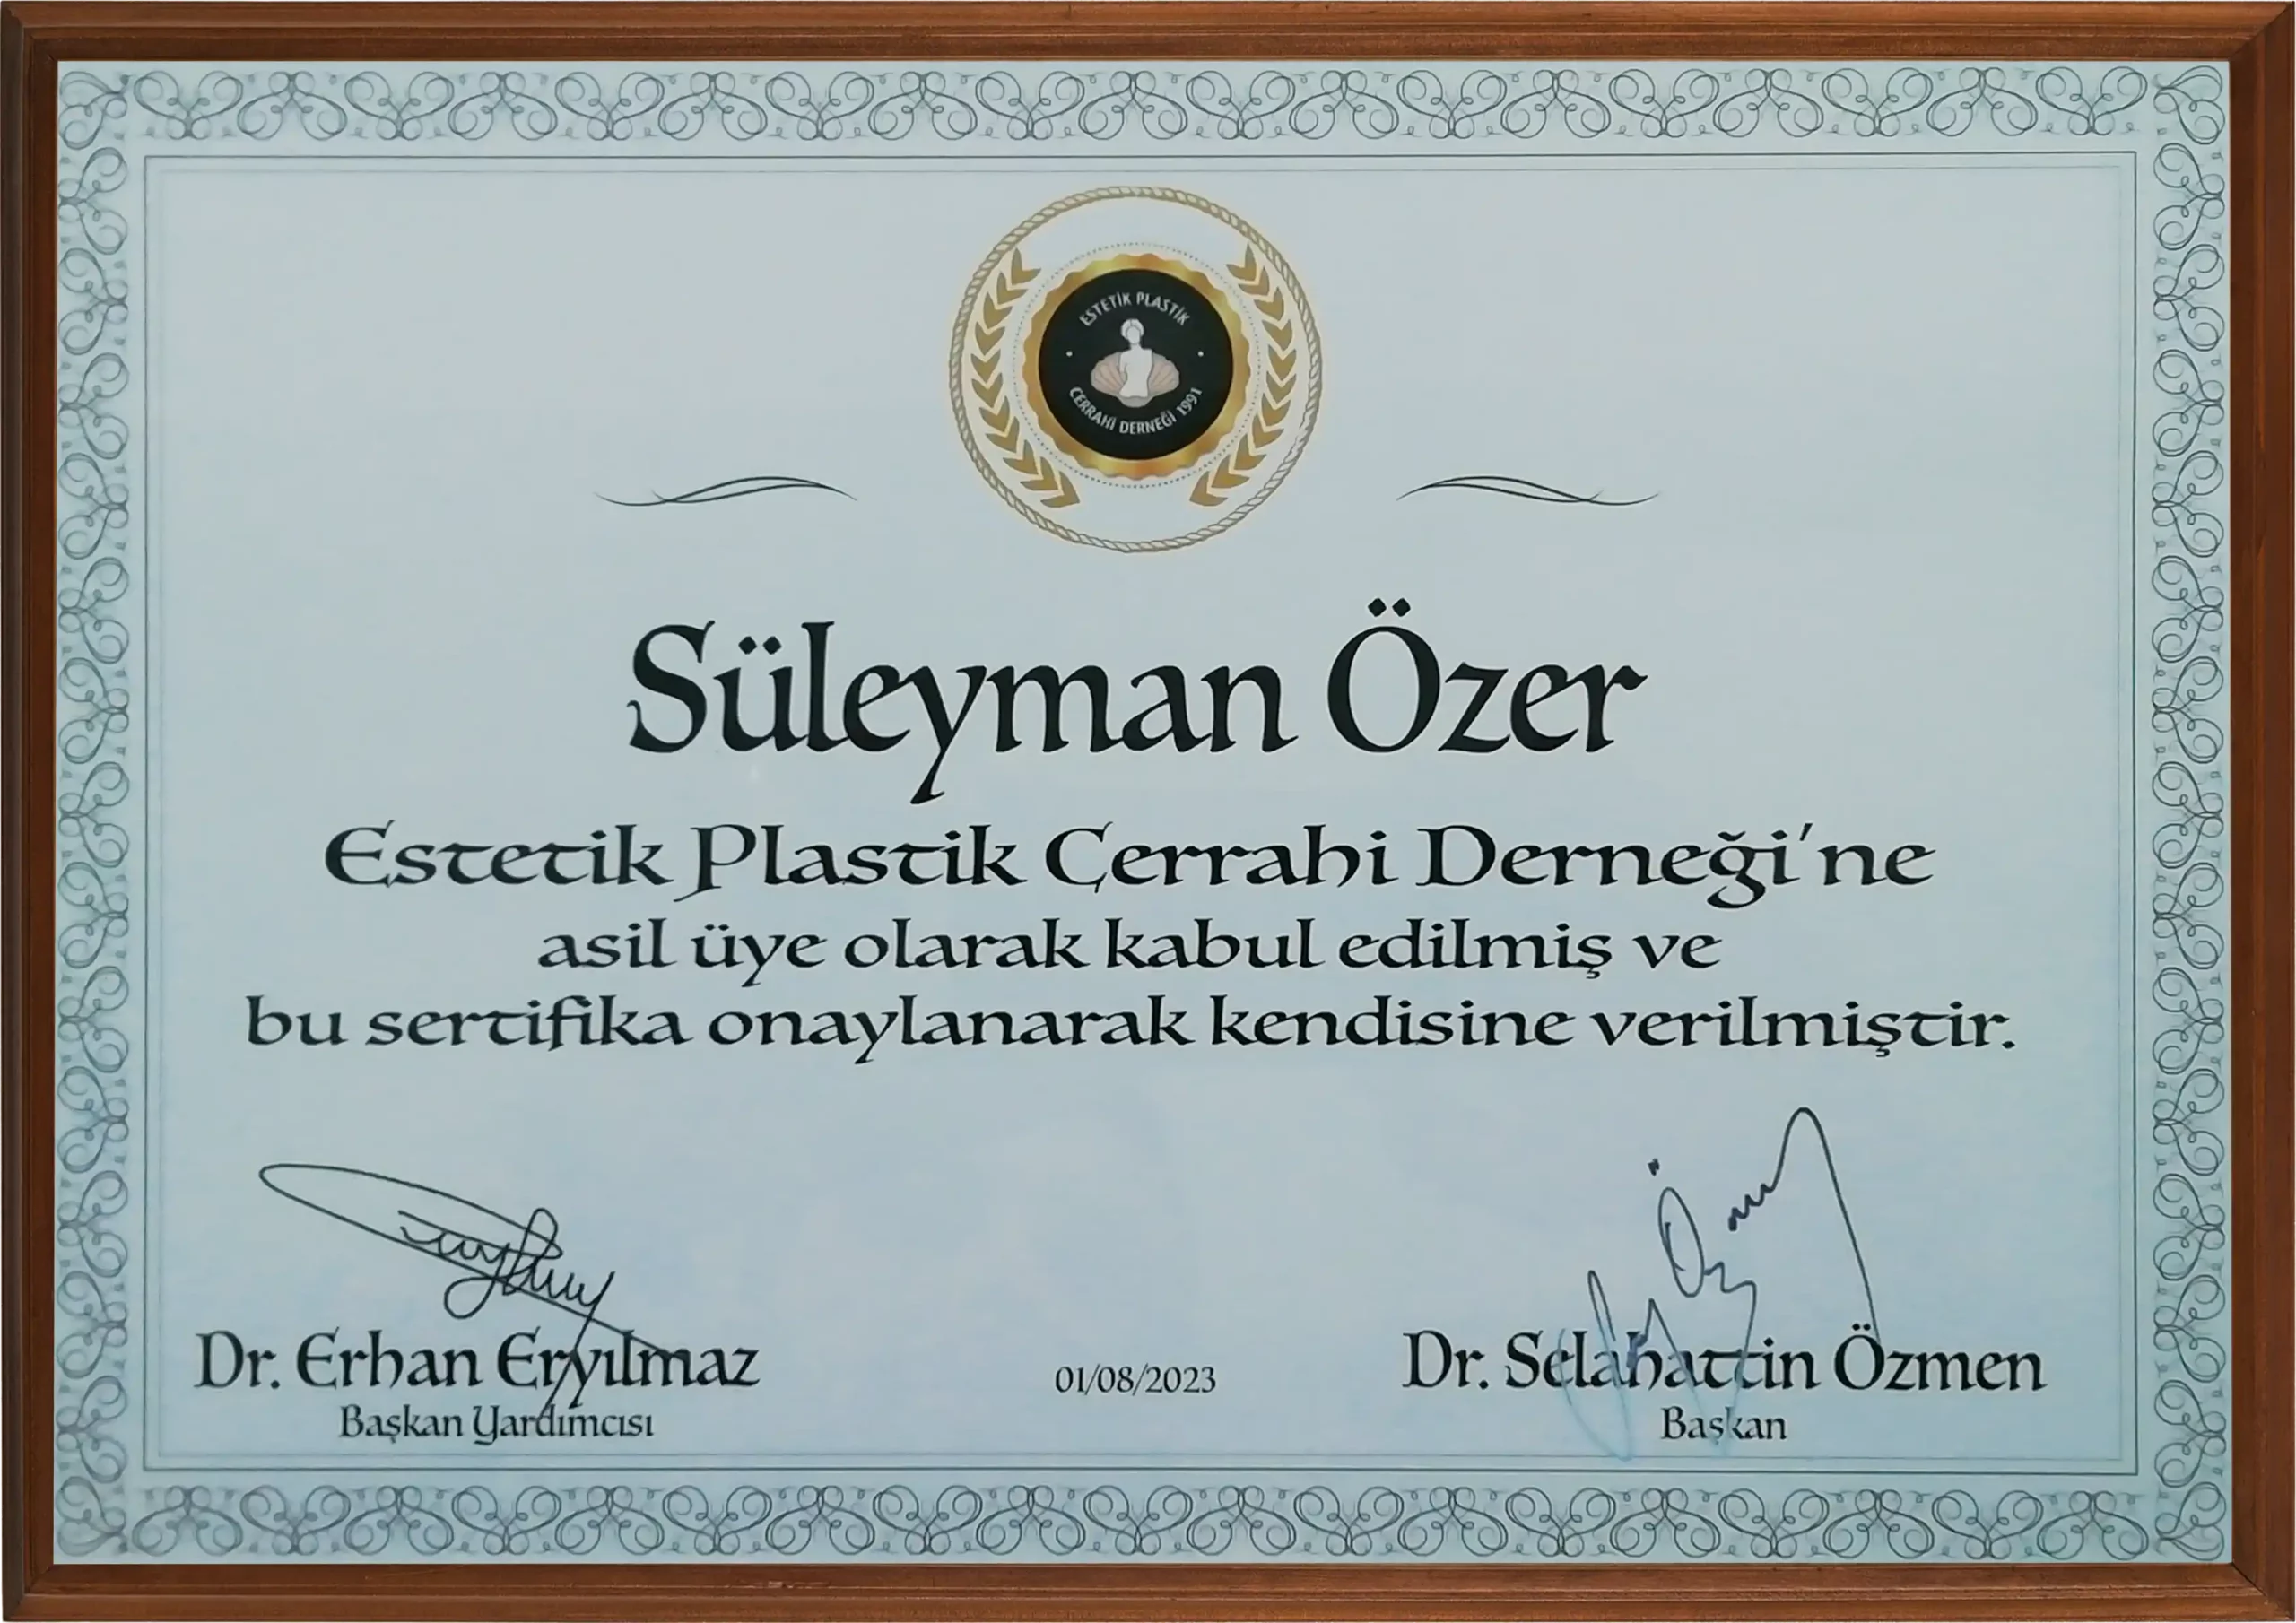 ESTETİK PLASTİK
CERRAHİ DERNEĞİ 1991
Süleyman Özer
Estetik Plastik Cerrahi Derneği'ne
asil üye olarak kabul edilmiş ve
bu sertifika onaylanarak kendisine verilmiştir.
Dr. Erhan Eryılmaz
Başkan Yardımcısı
01/08/2023
Dr. Selahattin Özmen
Başkan